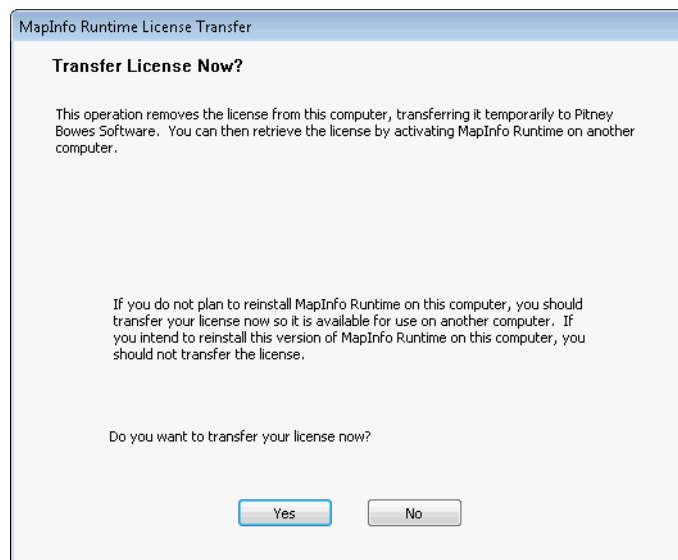 MapInfo Runtime License Transfer
Transfer License Now?
This operation removes the license from this computer, transferring it temporarily to Pitney
Bowes Software.  You can then retrieve the license by activating MapInfo Runtime on another
computer.
If you do not plan to reinstall MapInfo Runtime on this computer, you should
transfer your license now so it is available for use on another computer.  If
you intend to reinstall this version of MapInfo Runtime on this computer, you
should not transfer the license.
Do you want to transfer your license now?
Yes
No